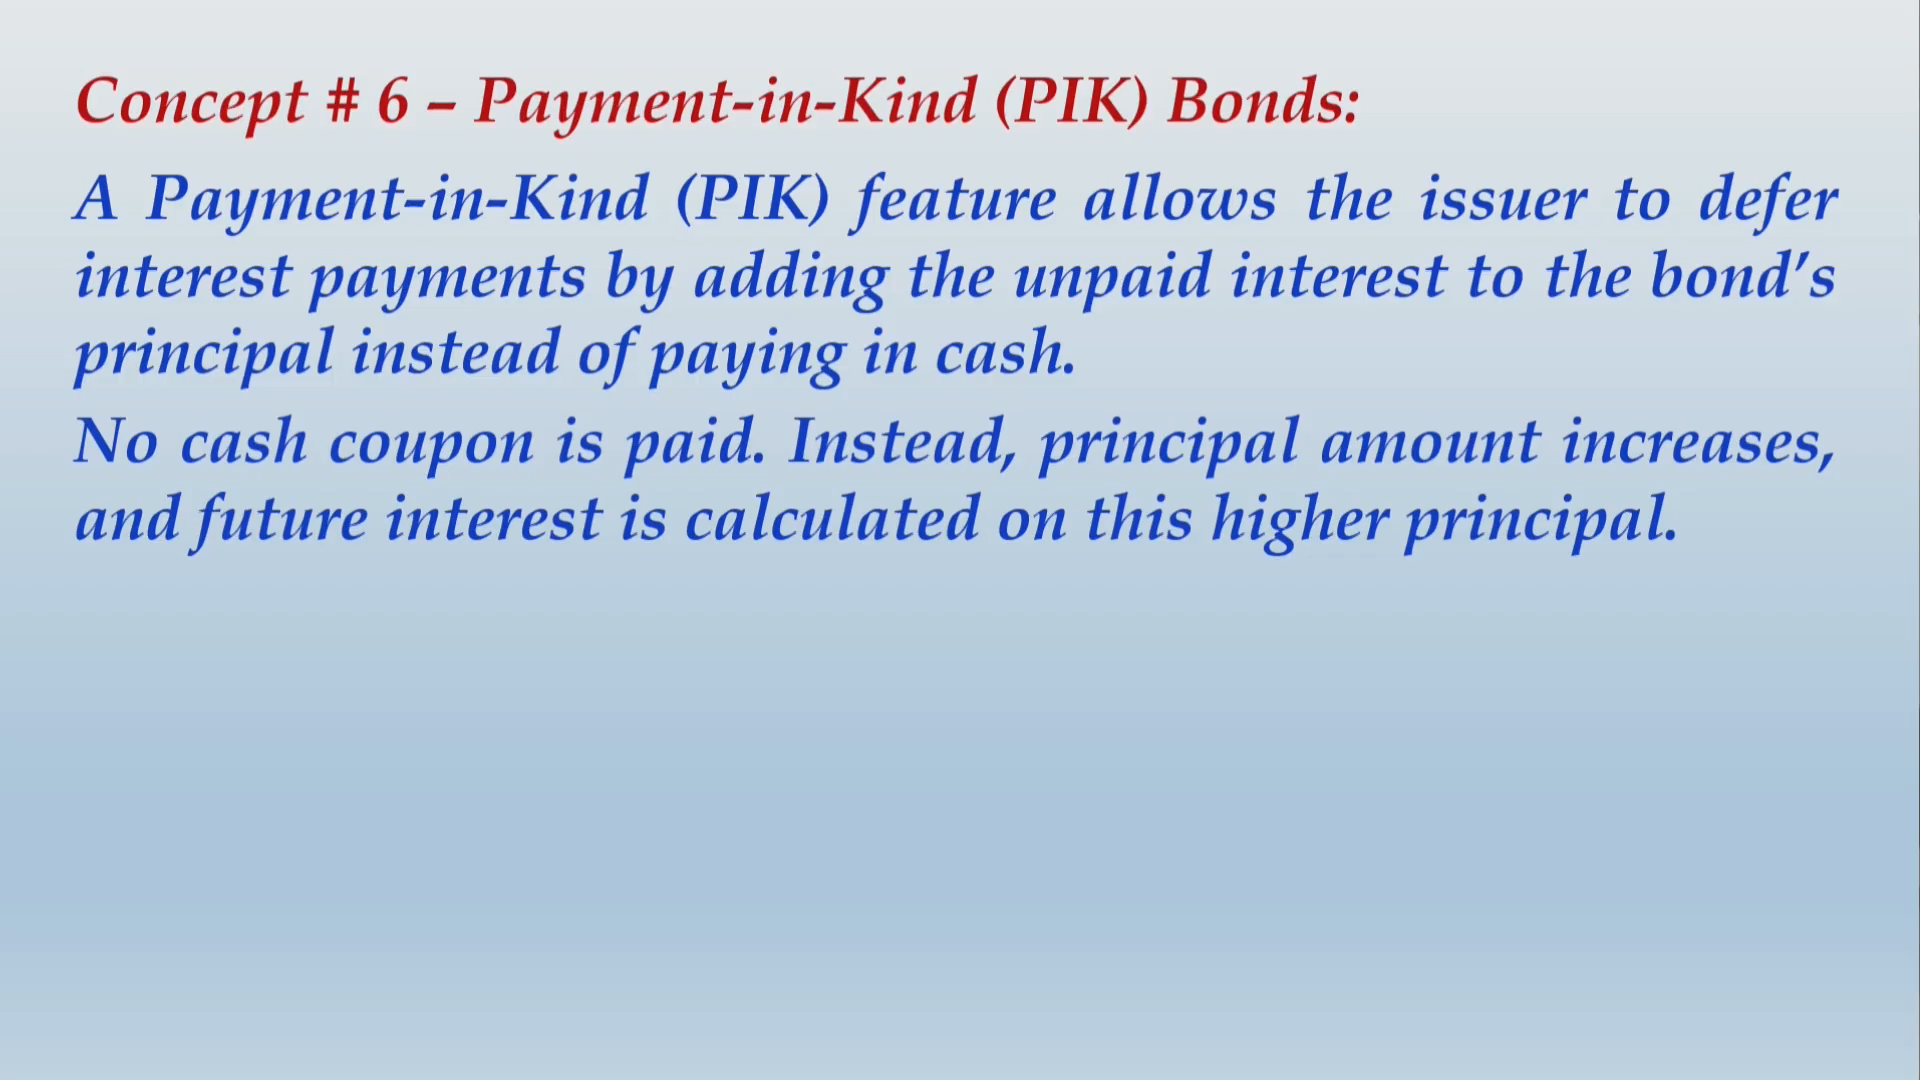 Concept # 6 – Payment-in-Kind (PIK) Bonds:
A Payment-in-Kind (PIK) feature allows the issuer to defer
interest payments by adding the unpaid interest to the bond’s
principal instead of paying in cash.
No cash coupon is paid. Instead, principal amount increases,
and future interest is calculated on this higher principal.